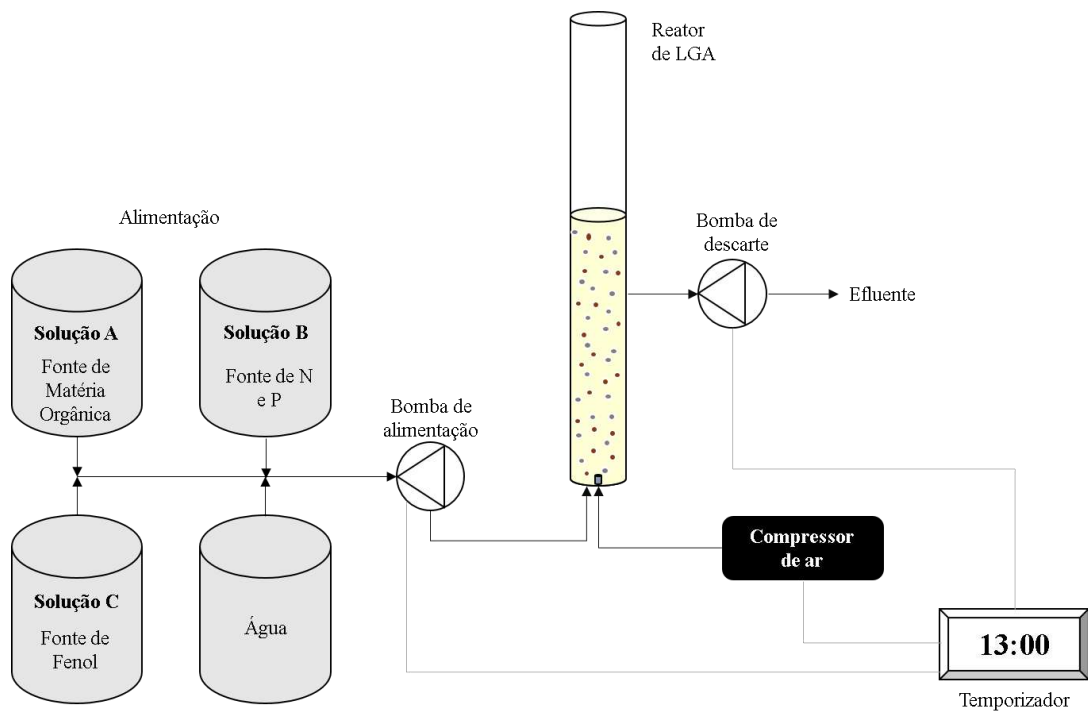 Reator
de LGA
Alimentação
Bomba de
descarte
Efluente
Solução A
Fonte de
Matéria
Orgânica
Solução B
Fonte de N
e P
Bomba de
alimentação
Compressor
de ar
Solução C
Fonte de
Fenol
Água
13:00
Temporizador